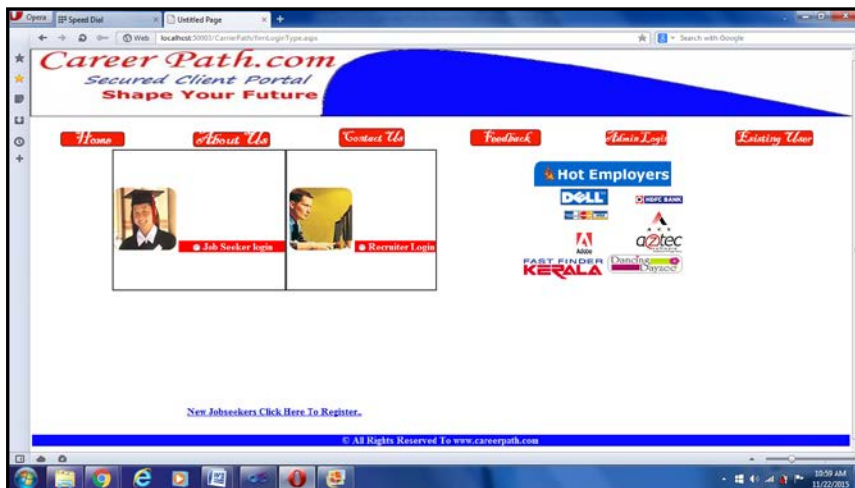 Opera
Speed Dial
Untitled Page
Web
localhost:50003/CarrierPath/frmLoginType.aspx
Search with Google
Career Path.com
Secured Client Portal
Shape Your Future
Home
About Us
Contact Us
Feedback
Admin Login
Existing User
Job Seeker login
Recruiter Login
Hot Employers
DELL
HDFC BANK
Adobe
aztec
FAST FINDER
KERALA
Dancing
Dayzee
New Jobseekers Click Here To Register..
© All Rights Reserved To www.careerpath.com
10:59 AM
11/22/2015